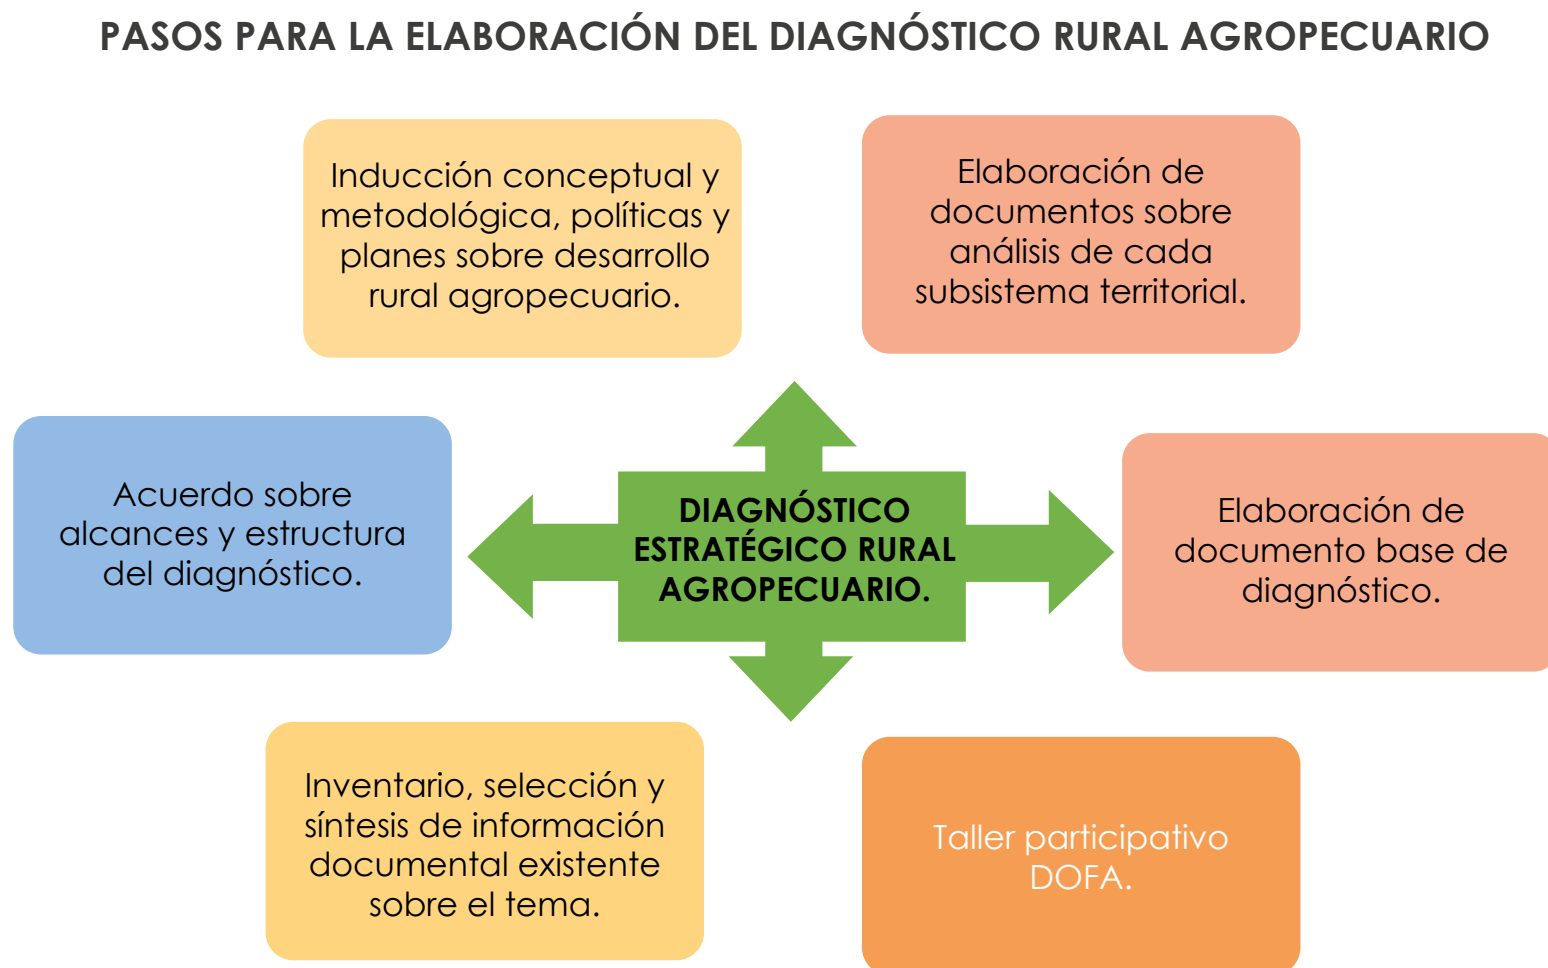 PASOS PARA LA ELABORACIÓN DEL DIAGNÓSTICO RURAL AGROPECUARIO
Inducción conceptual y
metodológica, políticas y
planes sobre desarrollo
rural agropecuario.
Elaboración de
documentos sobre
análisis de cada
subsistema territorial.
Acuerdo sobre
alcances y estructura
del diagnóstico.
DIAGNÓSTICO
ESTRATÉGICO RURAL
AGROPECUARIO.
Elaboración de
documento base de
diagnóstico.
Inventario, selección y
síntesis de información
documental existente
sobre el tema.
Taller participativo
DOFA.